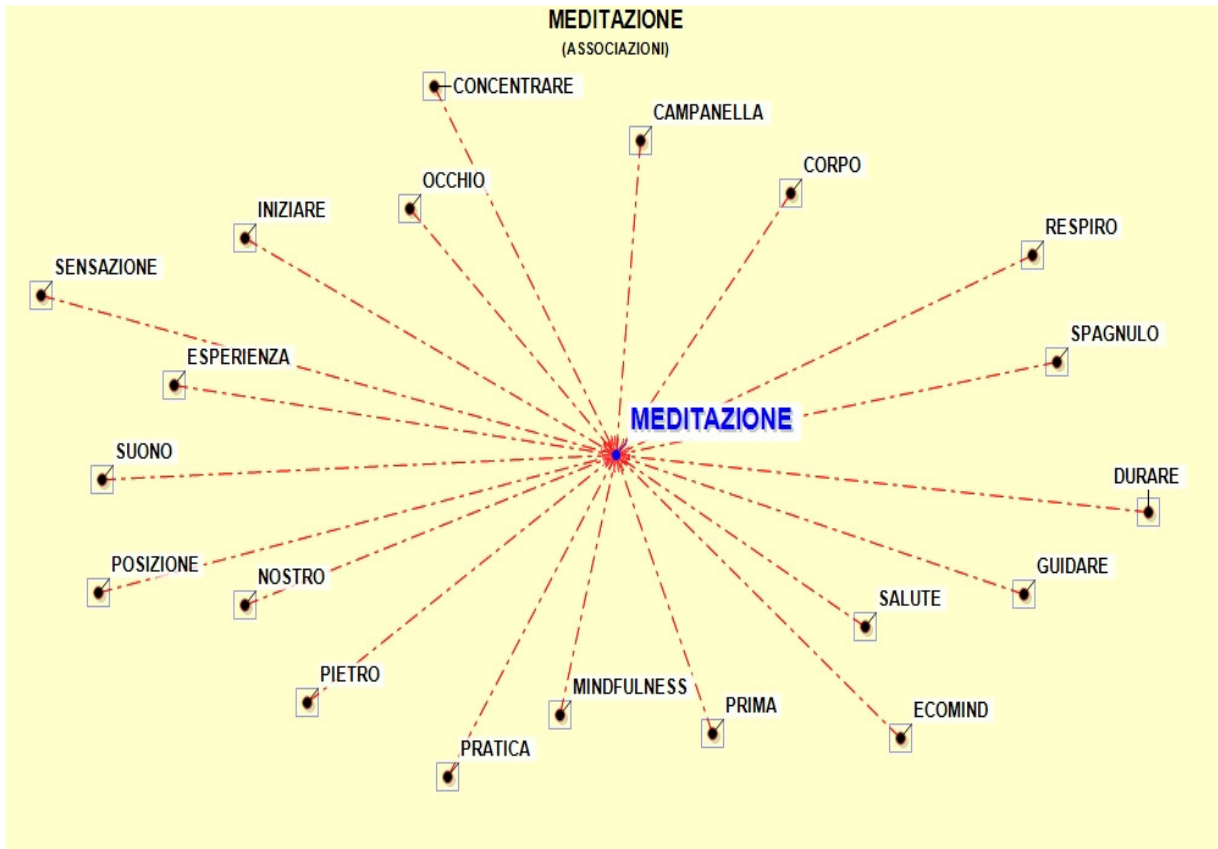 MEDITAZIONE
(ASSOCIAZIONI)
CONCENTRARE
CAMPANELLA
CORPO
OCCHIO
INIZIARE
RESPIRO
SENSAZIONE
SPAGNULO
ESPERIENZA
MEDITAZIONE
SUONO
DURARE
POSIZIONE
NOSTRO
GUIDARE
SALUTE
PIETRO
MINDFULNESS
PRIMA
ECOMIND
PRATICA